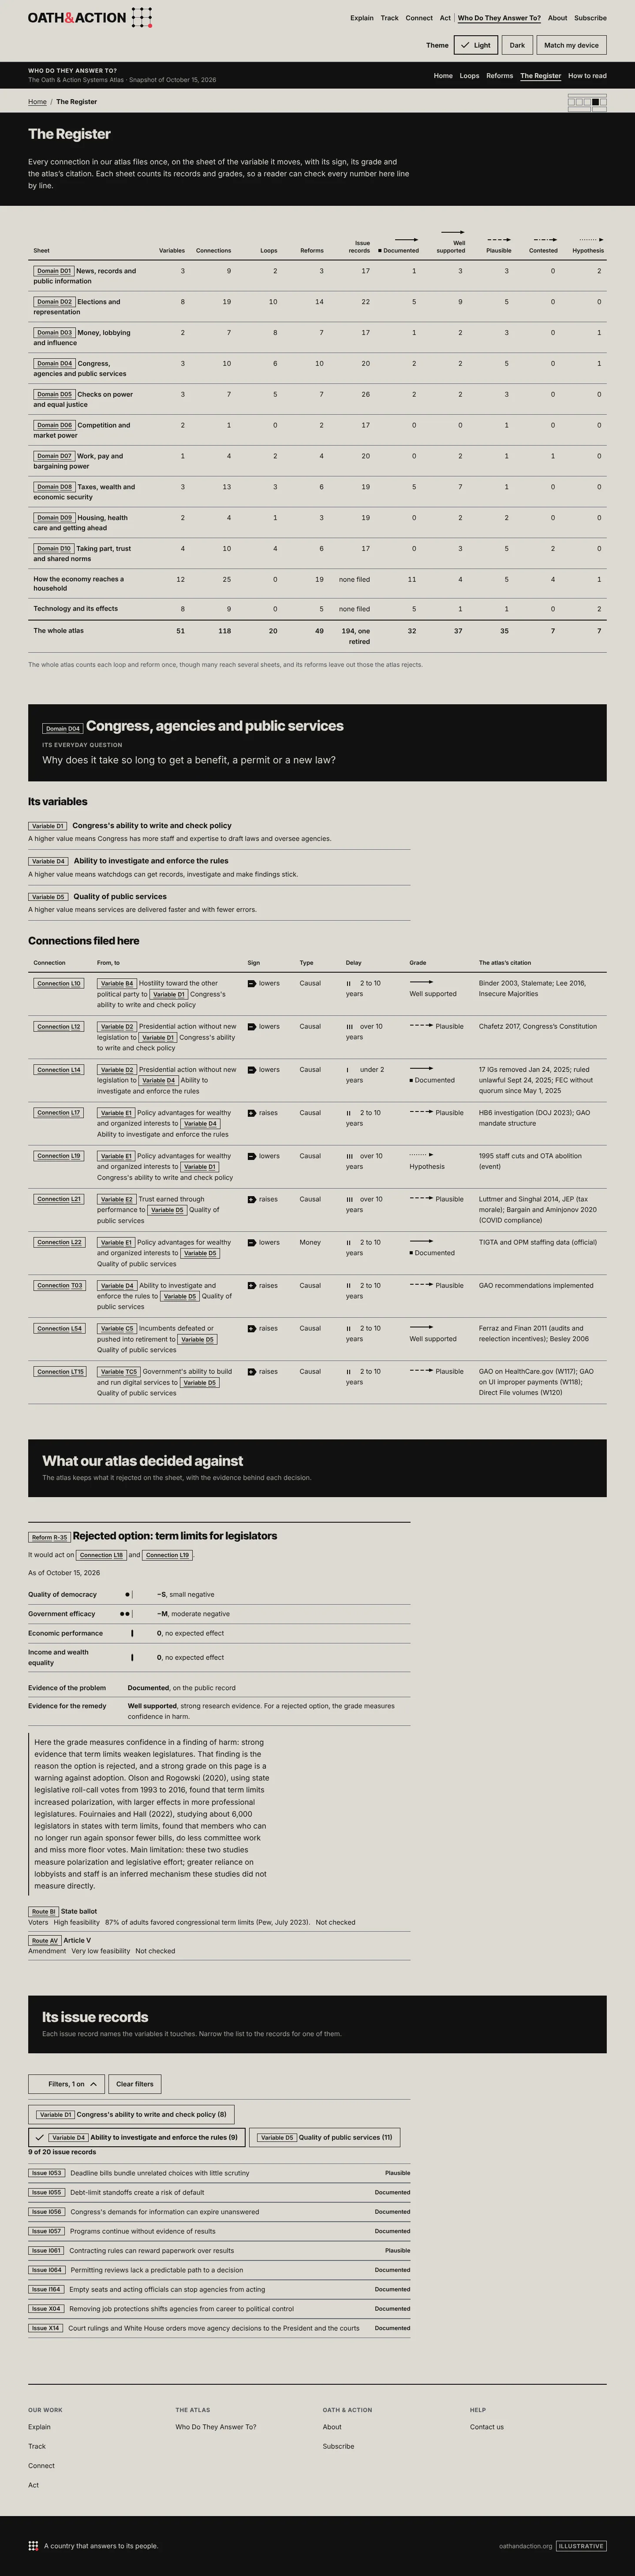 OATH&ACTION
Explain Track Connect Act Who Do They Answer To? About Subscribe
Theme Light Dark Match my device
WHO DO THEY ANSWER TO?
The Oath & Action Systems Atlas · Snapshot of October 15, 2026
Home Loops Reforms The Register How to read
Home / The Register
The Register
Every connection in our atlas files once, on the sheet of the variable it moves, with its sign, its grade and
the atlas’s citation. Each sheet counts its records and grades, so a reader can check every number here line
by line.
Sheet Variables Connections Loops Reforms Issue records Documented Well supported Plausible Contested Hypothesis
Domain D01 News, records and public information 3 9 2 3 17 1 3 3 0 2
Domain D02 Elections and representation 8 19 10 14 22 5 9 5 0 0
Domain D03 Money, lobbying and influence 2 7 8 7 17 1 2 3 0 1
Domain D04 Congress, agencies and public services 3 10 6 10 20 2 2 5 0 1
Domain D05 Checks on power and equal justice 3 7 5 7 26 2 2 3 0 0
Domain D06 Competition and market power 2 1 0 2 17 0 0 1 0 0
Domain D07 Work, pay and bargaining power 1 4 2 4 20 0 2 1 1 0
Domain D08 Taxes, wealth and economic security 3 13 3 6 19 5 7 1 0 0
Domain D09 Housing, health care and getting ahead 2 4 1 3 19 0 2 2 0 0
Domain D10 Taking part, trust and shared norms 4 10 4 6 17 0 3 5 2 0
How the economy reaches a household 12 25 0 19 none filed 11 4 5 4 1
Technology and its effects 8 9 0 5 none filed 5 1 1 0 2
The whole atlas 51 118 20 49 194, one retired 32 37 35 7 7
The whole atlas counts each loop and reform once, though many reach several sheets, and its reforms leave out those the atlas rejects.
Domain D04 Congress, agencies and public services
ITS EVERYDAY QUESTION
Why does it take so long to get a benefit, a permit or a new law?
Its variables
Variable D1 Congress's ability to write and check policy
A higher value means Congress has more staff and expertise to draft laws and oversee agencies.
Variable D4 Ability to investigate and enforce the rules
A higher value means watchdogs can get records, investigate and make findings stick.
Variable D5 Quality of public services
A higher value means services are delivered faster and with fewer errors.
Connections filed here
Connection From, to Sign Type Delay Grade The atlas’s citation
Connection L10 Variable B4 Hostility toward the other political party to Variable D1 Congress's ability to write and check policy lowers Causal 2 to 10 years Well supported Binder 2003, Stalemate; Lee 2016, Insecure Majorities
Connection L12 Variable D2 Presidential action without new legislation to Variable D1 Congress's ability to write and check policy lowers Causal over 10 years Plausible Chafetz 2017, Congress's Constitution
Connection L14 Variable D2 Presidential action without new legislation to Variable D4 Ability to investigate and enforce the rules lowers Causal under 2 years Documented 17 IGs removed Jan 24, 2025; ruled unlawful Sept 24, 2025; FEC without quorum since May 1, 2025
Connection L17 Variable E1 Policy advantages for wealthy and organized interests to Variable D4 Ability to investigate and enforce the rules raises Causal 2 to 10 years Plausible HB6 investigation (DOJ 2023); GAO mandate structure
Connection L19 Variable E1 Policy advantages for wealthy and organized interests to Variable D1 Congress's ability to write and check policy lowers Causal over 10 years Hypothesis 1995 staff cuts and OTA abolition (event)
Connection L21 Variable E2 Trust earned through performance to Variable D5 Quality of public services raises Causal over 10 years Plausible Luttmer and Singhal 2014, JEP (tax morale); Bargain and Aminjonov 2020 (COVID compliance)
Connection L22 Variable E1 Policy advantages for wealthy and organized interests to Variable D5 Quality of public services lowers Money 2 to 10 years Documented TIGTA and OPM staffing data (official)
Connection T03 Variable D4 Ability to investigate and enforce the rules to Variable D5 Quality of public services raises Causal 2 to 10 years Plausible GAO recommendations implemented
Connection L54 Variable C5 Incumbents defeated or pushed into retirement to Variable D5 Quality of public services raises Causal 2 to 10 years Well supported Ferraz and Finan 2011 (audits and reelection incentives); Besley 2006
Connection LT15 Variable TC5 Government's ability to build and run digital services to Variable D5 Quality of public services raises Causal 2 to 10 years Plausible GAO on HealthCare.gov (W117); GAO on UI improper payments (W118); Direct File volumes (W120)
What our atlas decided against
The atlas keeps what it rejected on the sheet, with the evidence behind each decision.
Reform R-35 Rejected option: term limits for legislators
It would act on Connection L18 and Connection L19.
As of October 15, 2026
Quality of democracy −S, small negative
Government efficacy −M, moderate negative
Economic performance 0, no expected effect
Income and wealth equality 0, no expected effect
Evidence of the problem Documented, on the public record
Evidence for the remedy Well supported, strong research evidence. For a rejected option, the grade measures confidence in harm.
Here the grade measures confidence in a finding of harm: strong
evidence that term limits weaken legislatures. That finding is the
reason the option is rejected, and a strong grade on this page is a
warning against adoption. Olson and Rogowski (2020), using state
legislative roll-call votes from 1993 to 2016, found that term limits
increased polarization, with larger effects in more professional
legislatures. Fouirnaies and Hall (2022), studying about 6,000
legislators in states with term limits, found that members who can
no longer run again sponsor fewer bills, do less committee work
and miss more floor votes. Main limitation: these two studies
measure polarization and legislative effort; greater reliance on
lobbyists and staff is an inferred mechanism these studies did not
measure directly.
Route BI State ballot
Voters High feasibility 87% of adults favored congressional term limits (Pew, July 2023). Not checked
Route AV Article V
Amendment Very low feasibility Not checked
Its issue records
Each issue record names the variables it touches. Narrow the list to the records for one of them.
Filters, 1 on Clear filters
Variable D1 Congress's ability to write and check policy (8)
Variable D4 Ability to investigate and enforce the rules (9) Variable D5 Quality of public services (11)
9 of 20 issue records
Issue I053 Deadline bills bundle unrelated choices with little scrutiny Plausible
Issue I055 Debt-limit standoffs create a risk of default Documented
Issue I056 Congress's demands for information can expire unanswered Documented
Issue I057 Programs continue without evidence of results Documented
Issue I061 Contracting rules can reward paperwork over results Plausible
Issue I064 Permitting reviews lack a predictable path to a decision Documented
Issue I164 Empty seats and acting officials can stop agencies from acting Documented
Issue X04 Removing job protections shifts agencies from career to political control Documented
Issue X14 Court rulings and White House orders move agency decisions to the President and the courts Documented
OUR WORK THE ATLAS OATH & ACTION HELP
Explain Who Do They Answer To? About Contact us
Track Subscribe
Connect
Act
A country that answers to its people.
oathandaction.org ILLUSTRATIVE